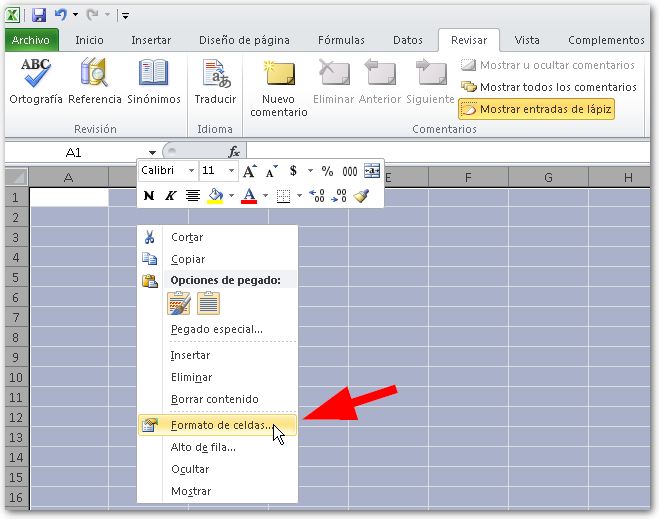 Archivo Inicio Insertar Diseño de página Fórmulas Datos Revisar Vista Complementos
ABC
Ortografía Referencia Sinónimos
Revisión
Traducir
Idioma
Nuevo comentario
Eliminar Anterior Siguiente
Mostrar u ocultar comentarios
Mostrar todos los comentarios
Mostrar entradas de lápiz
Comentarios
A1 fx
Calibri 11 A A $ % 000
N K A ,00 ,00
A E F G H
1
2
3
4
5
6
7
8
9
10
11
12
13
14
15
16
Cortar
Copiar
Opciones de pegado:
Pegado especial...
Insertar
Eliminar
Borrar contenido
Formato de celdas...
Alto de fila...
Ocultar
Mostrar